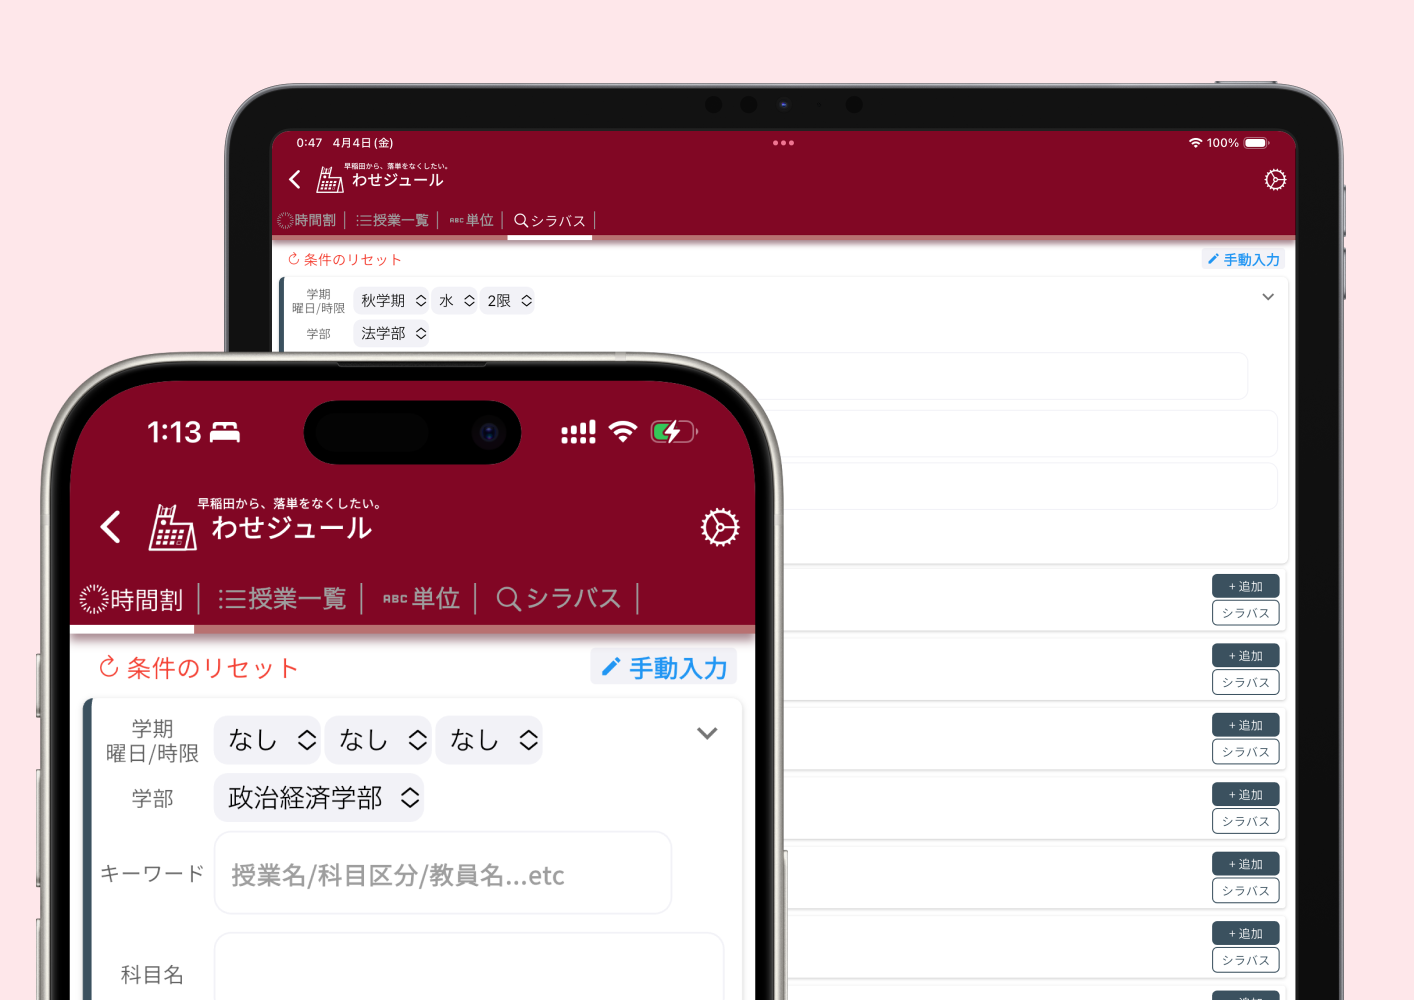 0:47 4月4日(金)
100%
早稲田から、落単をなくしたい。
わせジュール
時間割
授業一覧
ABC 単位
シラバス
条件のリセット
手動入力
学期
曜日/時限
秋学期
水
2限
学部
法学部
+ 追加
シラバス
+ 追加
シラバス
+ 追加
シラバス
+ 追加
シラバス
+ 追加
シラバス
+ 追加
シラバス
1:13
早稲田から、落単をなくしたい。
わせジュール
時間割
授業一覧
ABC 単位
シラバス
条件のリセット
手動入力
学期
曜日/時限
なし
なし
なし
学部
政治経済学部
キーワード
授業名/科目区分/教員名...etc
科目名